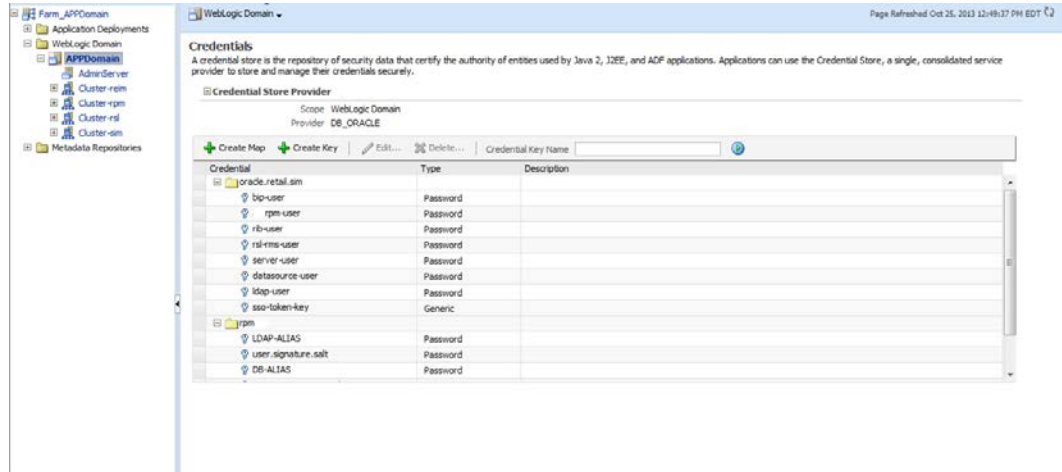 Farm_APPDomain
Application Deployments
WebLogic Domain
APPDomain
AdminServer
Cluster-reim
Cluster-rpm
Cluster-rsl
Cluster-sim
Metadata Repositories
WebLogic Domain
Page Refreshed Oct 25, 2013 12:49:37 PM EDT
Credentials
A credential store is the repository of security data that certify the authority of entities used by Java 2, J2EE, and ADF applications. Applications can use the Credential Store, a single, consolidated service
provider to store and manage their credentials securely.
Credential Store Provider
Scope WebLogic Domain
Provider DB_ORACLE
Create Map Create Key Edit... Delete... Credential Key Name
Credential Type Description
oracle.retail.sim
bip-user Password
rpm-user Password
rib-user Password
rsl-rms-user Password
server-user Password
datasource-user Password
ldap-user Password
sso-token-key Generic
rpm
LDAP-ALIAS Password
user.signature.salt Password
DB-ALIAS Password